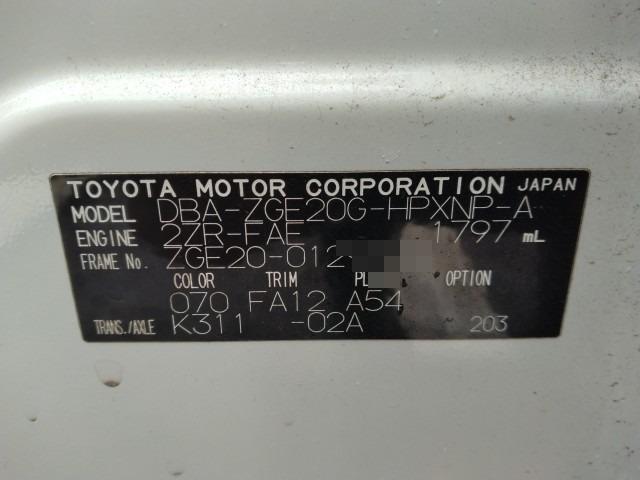 TOYOTA MOTOR CORPORATION JAPAN
MODEL DBA-ZGE20G-HPXNP-A
ENGINE 2ZR-FAE 1797 mL
FRAME No. ZGE20-012
COLOR TRIM PL OPTION
070 FA12 A54
TRANS./AXLE K311 -02A 203